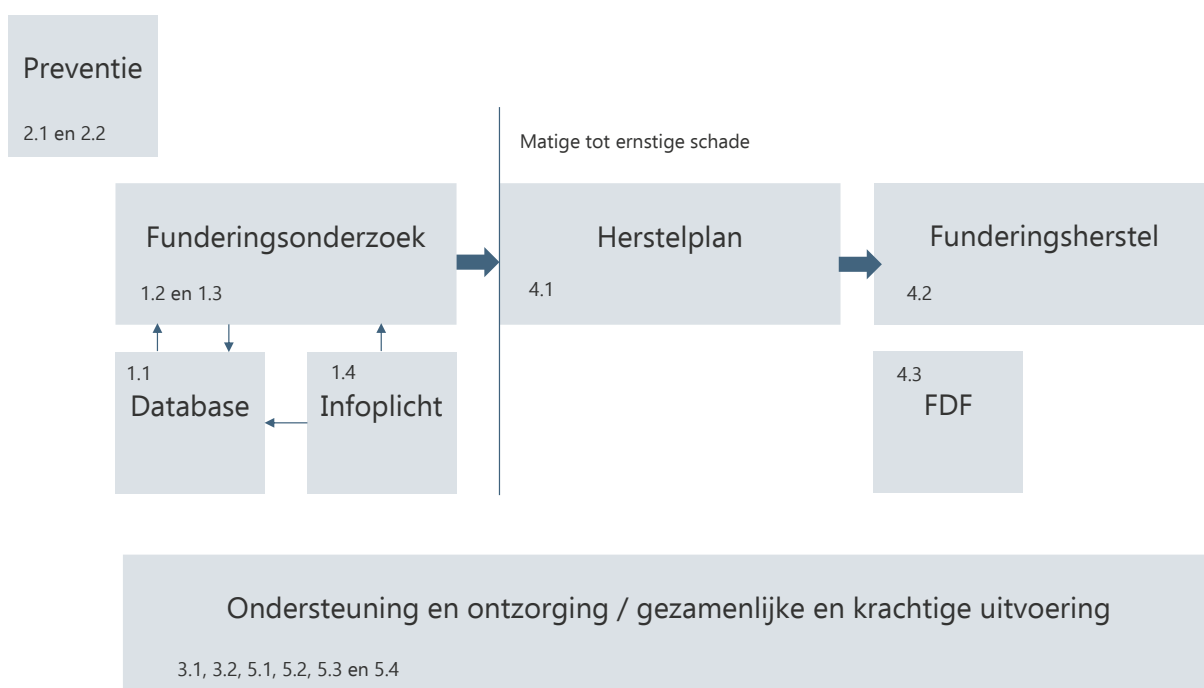 Preventie
2.1 en 2.2
Matige tot ernstige schade
Funderingsonderzoek
1.2 en 1.3
Herstelplan
4.1
Funderingsherstel
4.2
1.1
Database
1.4
Infoplicht
4.3
FDF
Ondersteuning en ontzorging / gezamenlijke en krachtige uitvoering
3.1, 3.2, 5.1, 5.2, 5.3 en 5.4